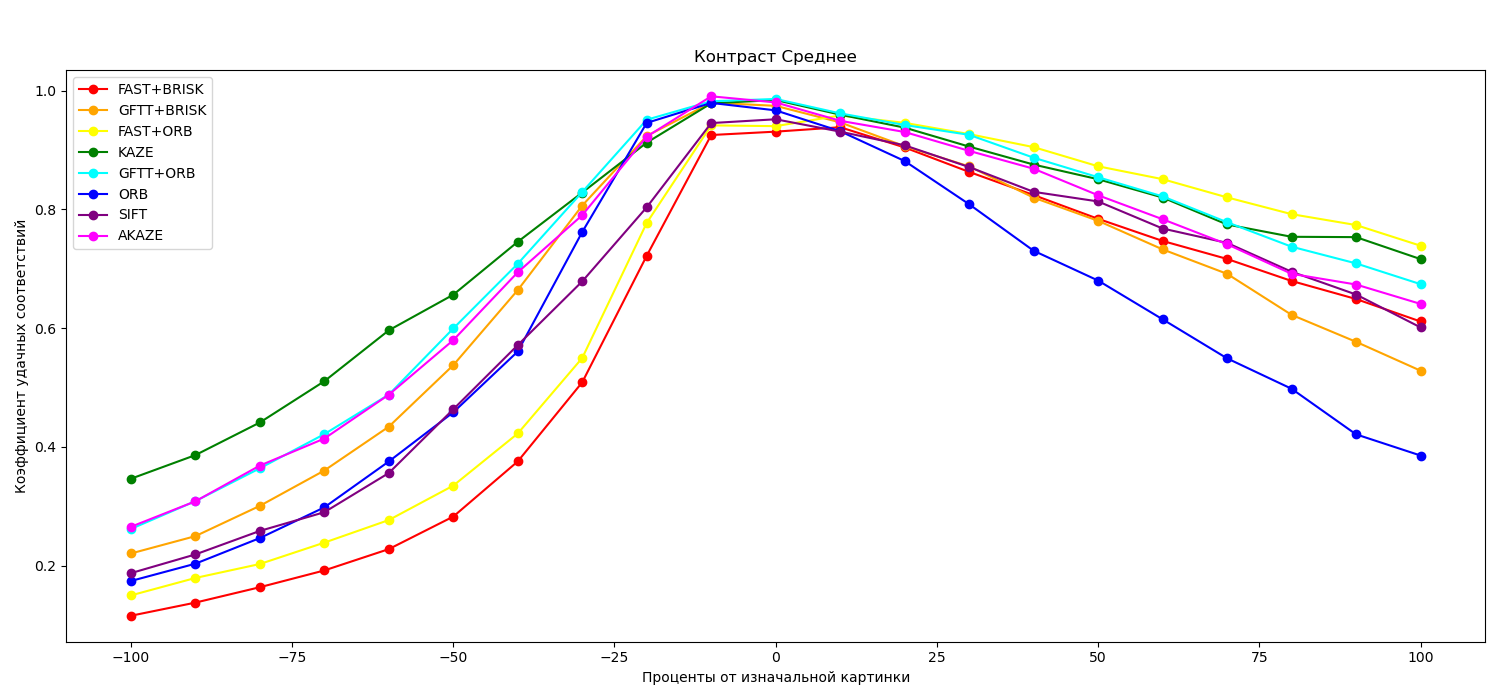 Контраст Среднее
FAST+BRISK
GFTT+BRISK
FAST+ORB
KAZE
GFTT+ORB
ORB
SIFT
AKAZE
Коэффициент удачных соответствий
1.0
0.8
0.6
0.4
0.2
−100
−75
−50
−25
0
25
50
75
100
Проценты от изначальной картинки